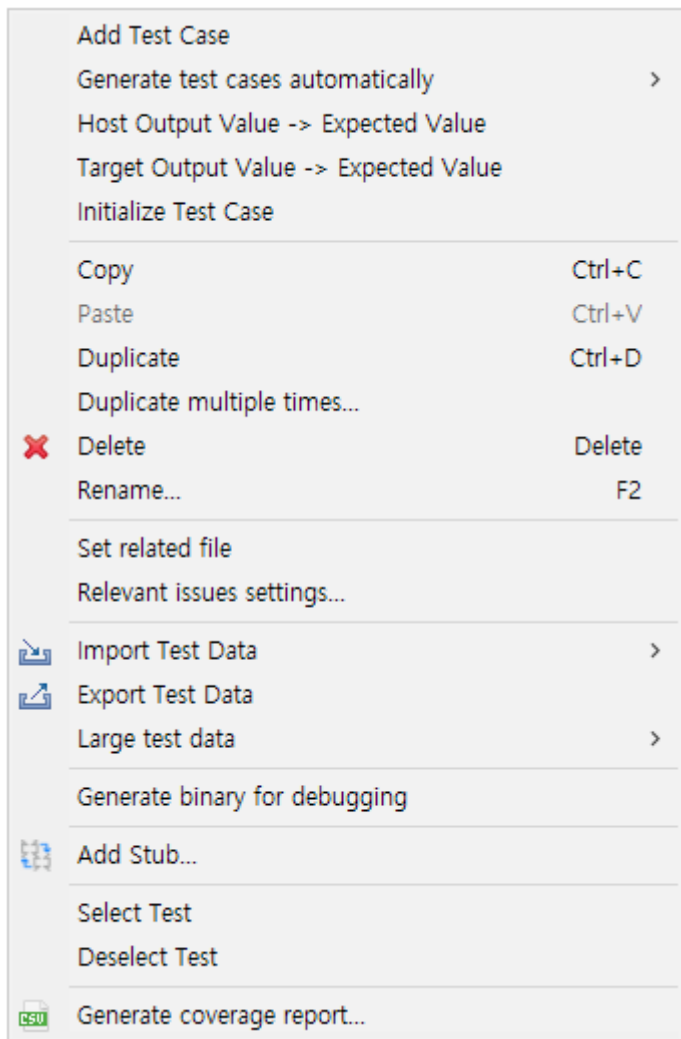 Add Test Case
Generate test cases automatically
Host Output Value -> Expected Value
Target Output Value -> Expected Value
Initialize Test Case
Copy Ctrl+C
Paste Ctrl+V
Duplicate Ctrl+D
Duplicate multiple times...
Delete Delete
Rename... F2
Set related file
Relevant issues settings...
Import Test Data
Export Test Data
Large test data
Generate binary for debugging
Add Stub...
Select Test
Deselect Test
CSV Generate coverage report...